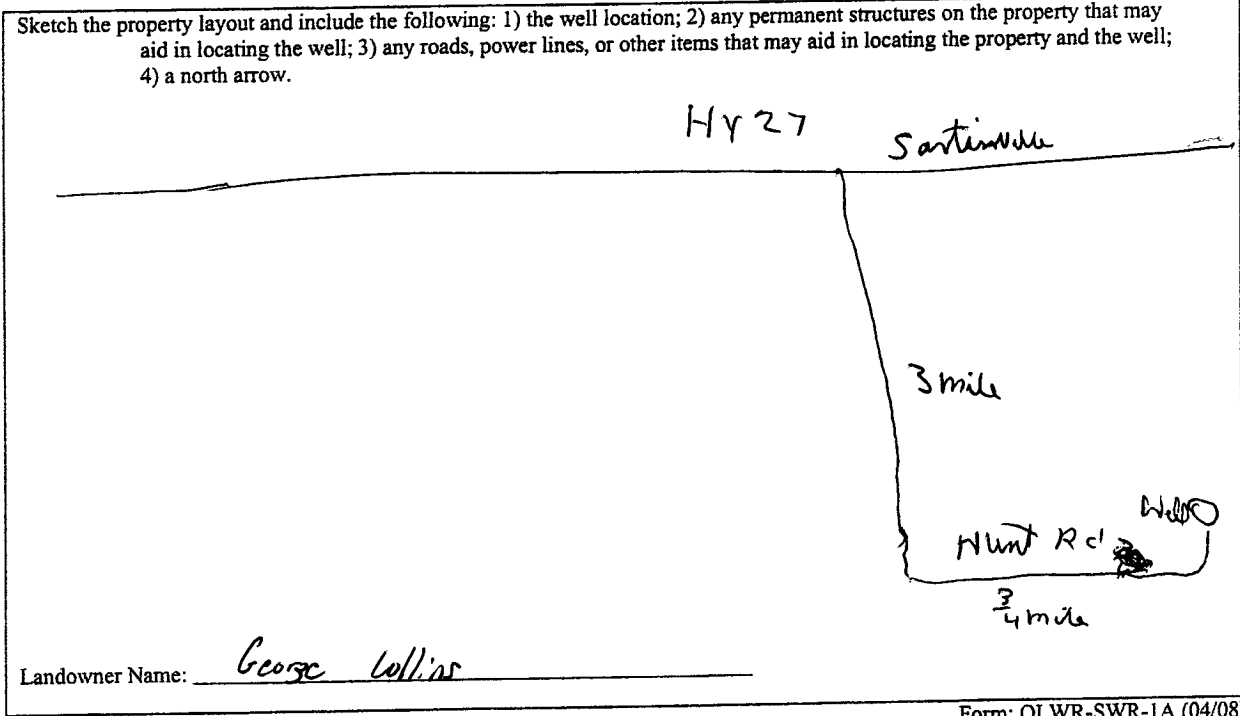 Sketch the property layout and include the following: 1) the well location; 2) any permanent structures on the property that may
aid in locating the well; 3) any roads, power lines, or other items that may aid in locating the property and the well;
4) a north arrow.
Hy 27
Sartinville
3 mile
Well
Hunt Rd
3/4 mile
Landowner Name: George Collins
Form: OLWR-SWR-1A (04/08